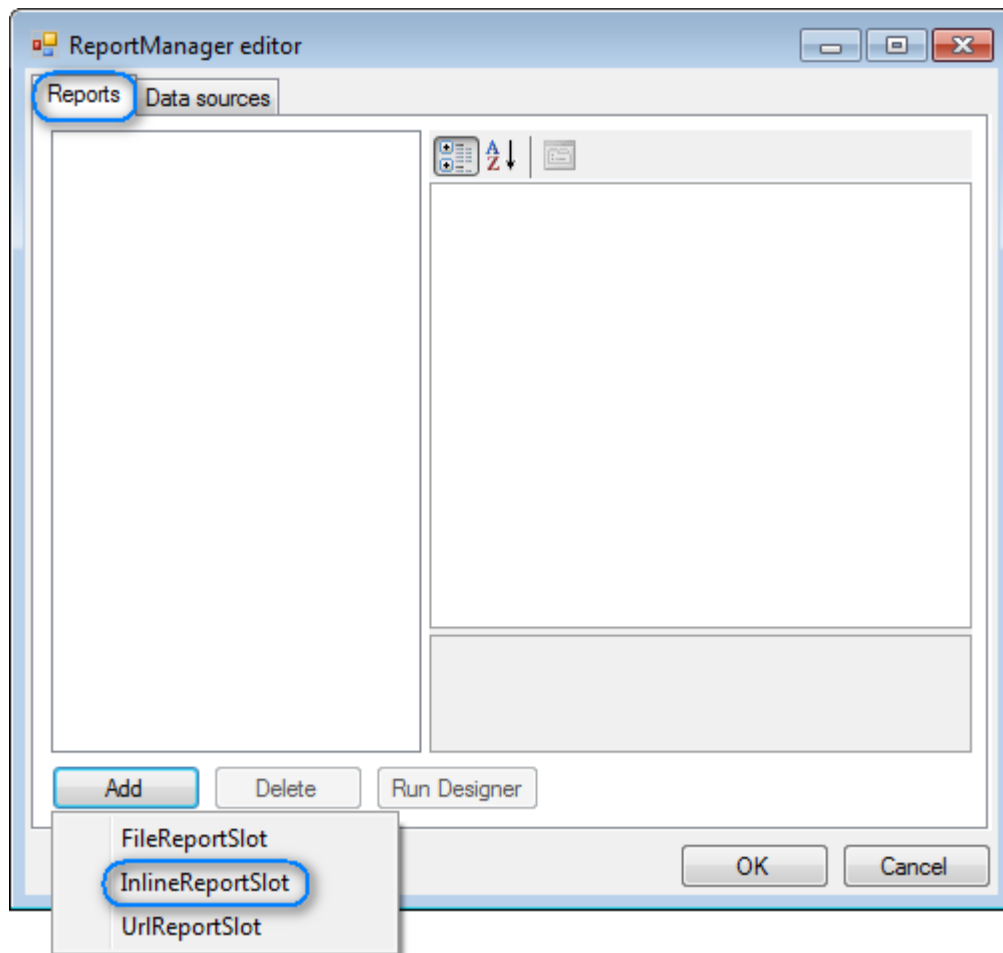 ReportManager editor
Reports Data sources
Add Delete Run Designer
FileReportSlot
InlineReportSlot
UrlReportSlot
OK Cancel